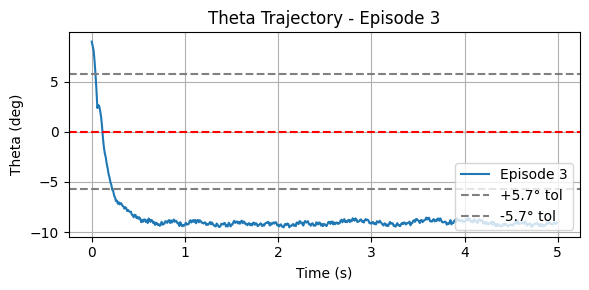 Theta Trajectory - Episode 3
Theta (deg)
5
0
−5
−10
Episode 3
+5.7° tol
-5.7° tol
0
1
2
3
4
5
Time (s)